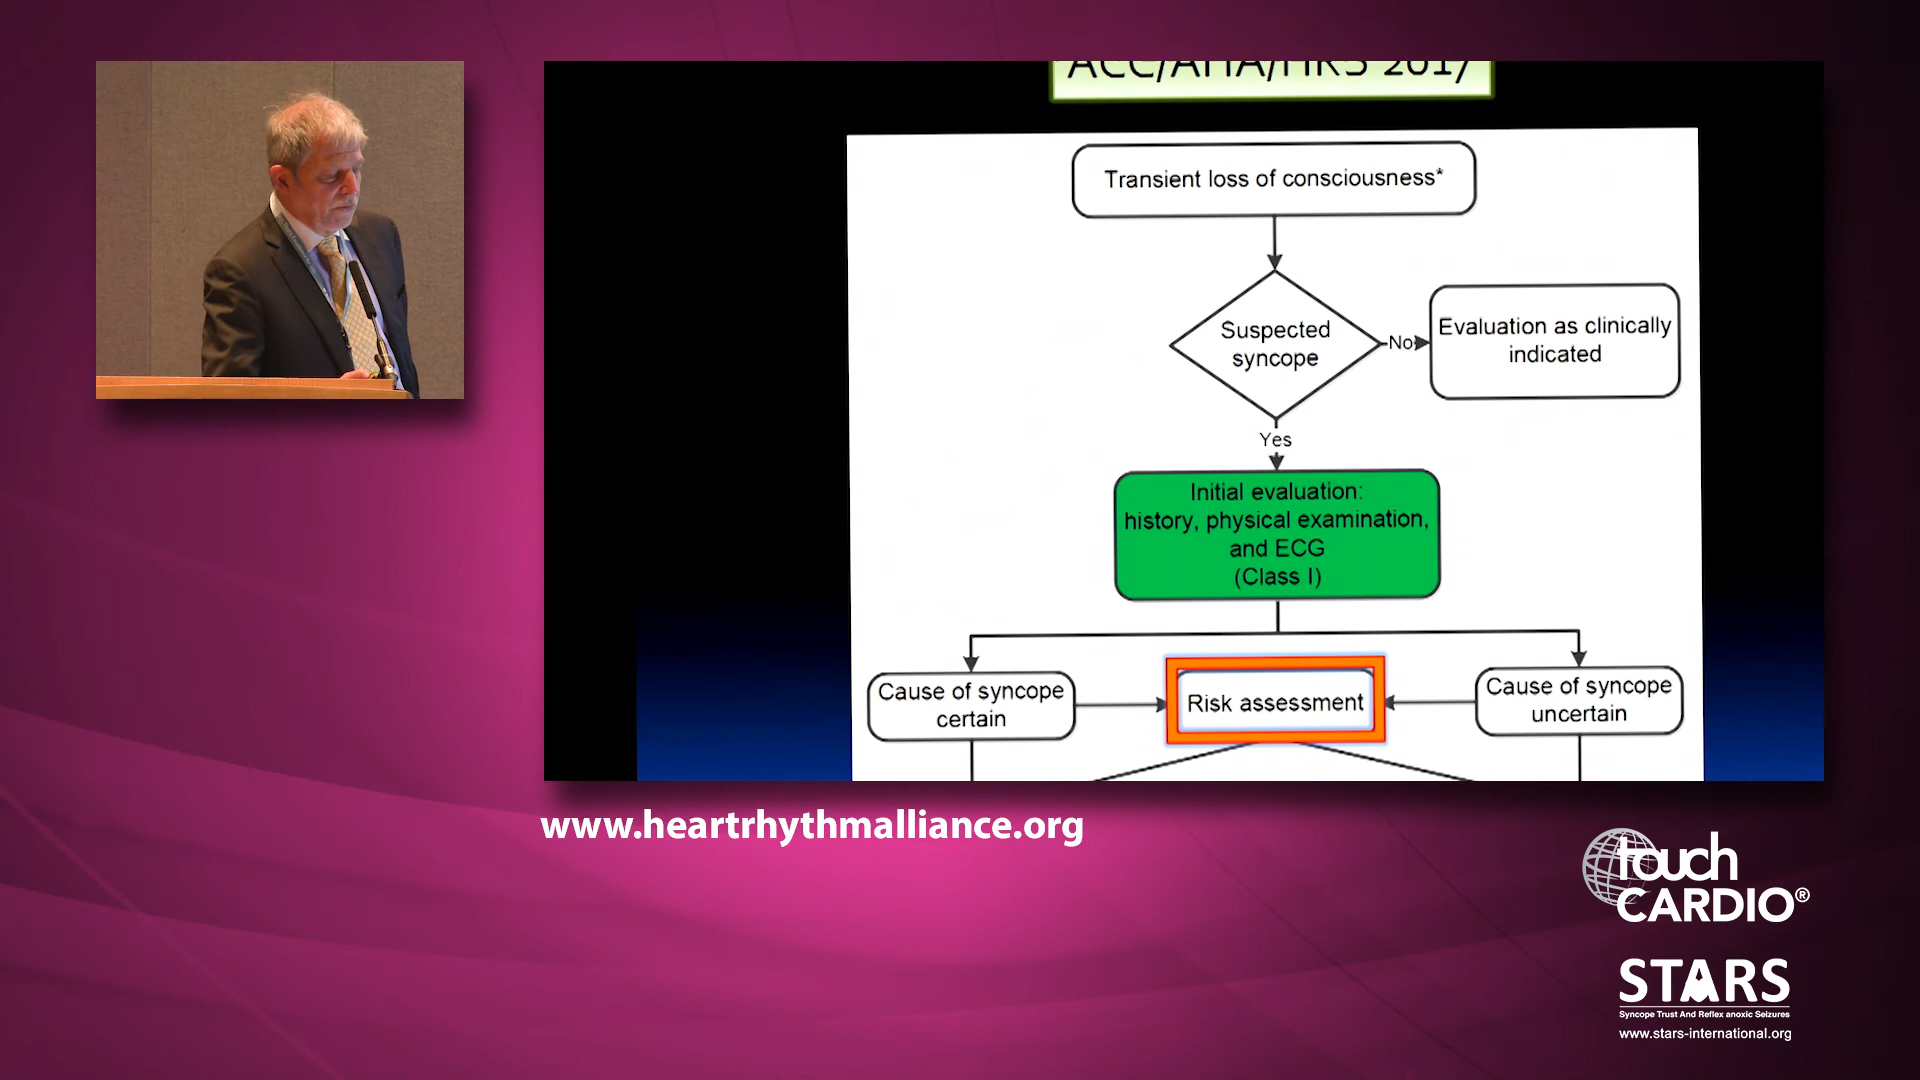 ACC/AHA/HRS 2017
Transient loss of consciousness*
Suspected
syncope
No
Evaluation as clinically
indicated
Yes
Initial evaluation:
history, physical examination,
and ECG
(Class I)
Cause of syncope
certain
Risk assessment
Cause of syncope
uncertain
www.heartrhythmalliance.org
touch
CARDIO®
STARS
Syncope Trust And Reflex anoxic Seizures
www.stars-international.org